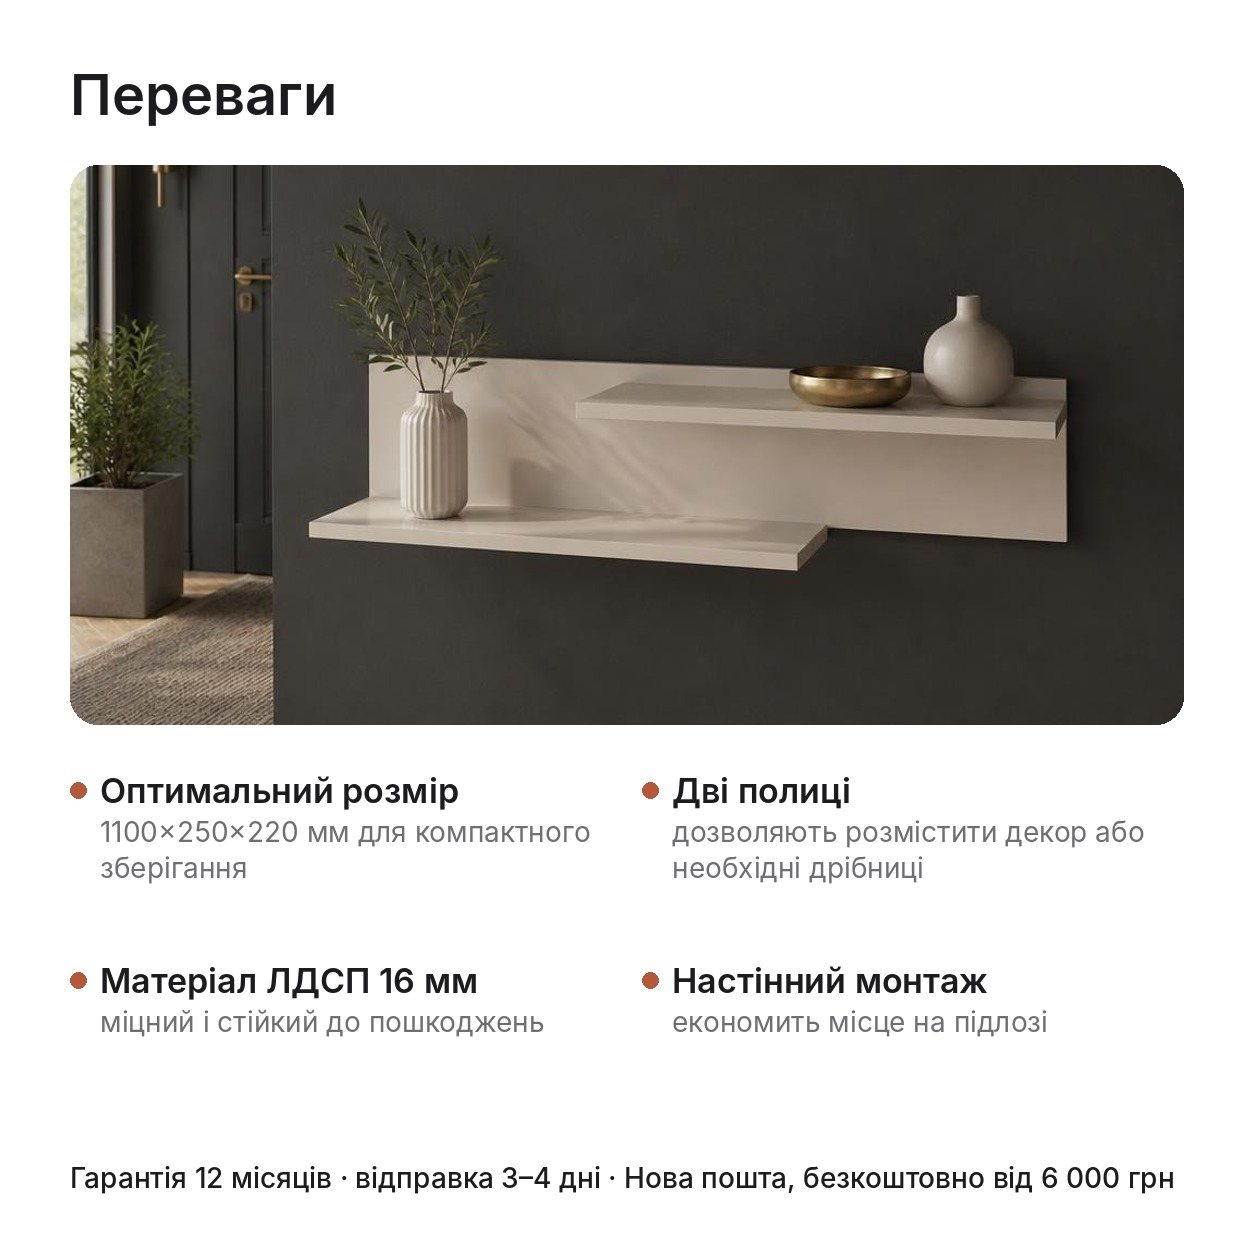 Переваги
Оптимальний розмір
1100×250×220 мм для компактного
зберігання
Дві полиці
дозволяють розмістити декор або
необхідні дрібниці
Матеріал ЛДСП 16 мм
міцний і стійкий до пошкоджень
Настінний монтаж
економить місце на підлозі
Гарантія 12 місяців · відправка 3–4 дні · Нова пошта, безкоштовно від 6 000 грн